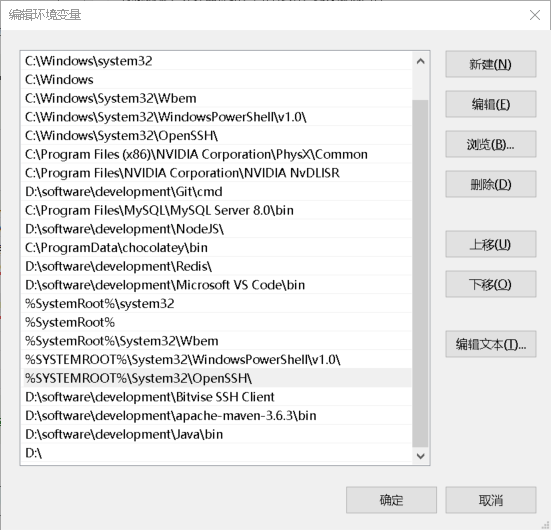 编辑环境变量
C:\Windows\system32
C:\Windows
C:\Windows\System32\Wbem
C:\Windows\System32\WindowsPowerShell\v1.0\
C:\Windows\System32\OpenSSH\
C:\Program Files (x86)\NVIDIA Corporation\PhysX\Common
C:\Program Files\NVIDIA Corporation\NVIDIA NvDLISR
D:\software\development\Git\cmd
C:\Program Files\MySQL\MySQL Server 8.0\bin
D:\software\development\NodeJS\
C:\ProgramData\chocolatey\bin
D:\software\development\Redis\
D:\software\development\Microsoft VS Code\bin
%SystemRoot%\system32
%SystemRoot%
%SystemRoot%\System32\Wbem
%SYSTEMROOT%\System32\WindowsPowerShell\v1.0\
%SYSTEMROOT%\System32\OpenSSH\
D:\software\development\Bitvise SSH Client
D:\software\development\apache-maven-3.6.3\bin
D:\software\development\Java\bin
D:\
新建(N)
编辑(E)
浏览(B)...
删除(D)
上移(U)
下移(O)
编辑文本(T)...
确定
取消